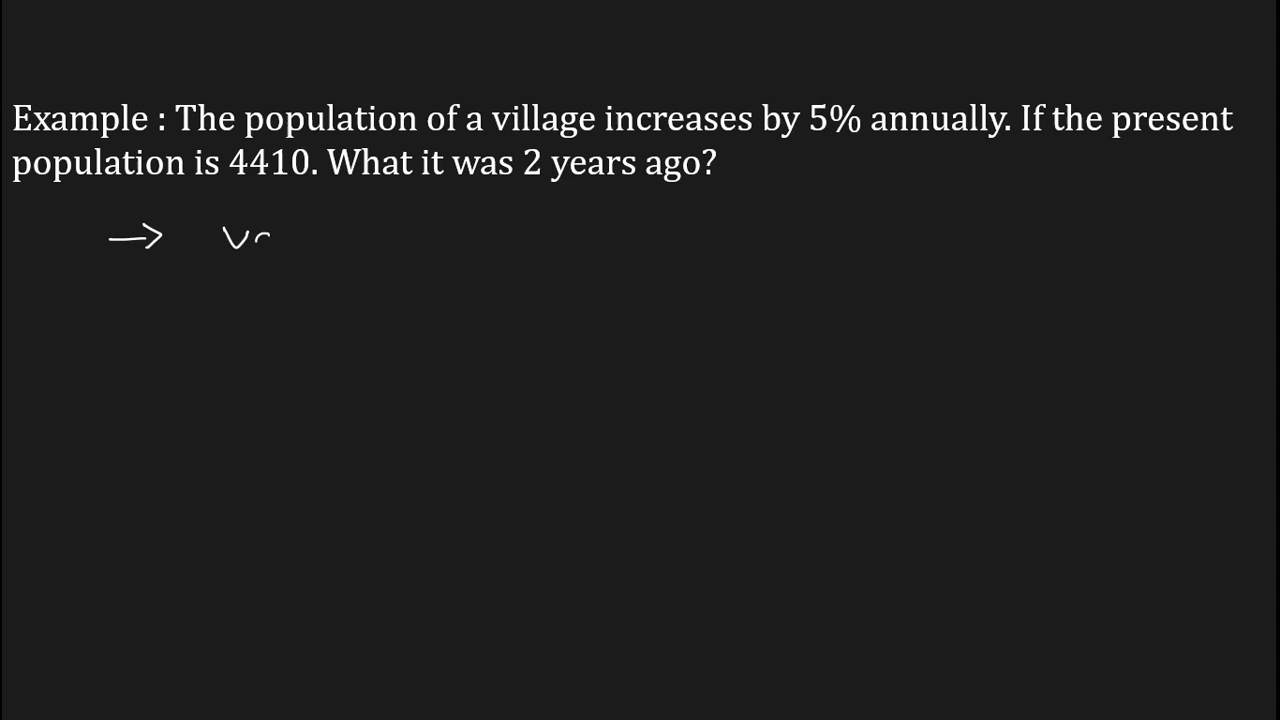 Example : The population of a village increases by 5% annually. If the present
population is 4410. What it was 2 years ago?
→